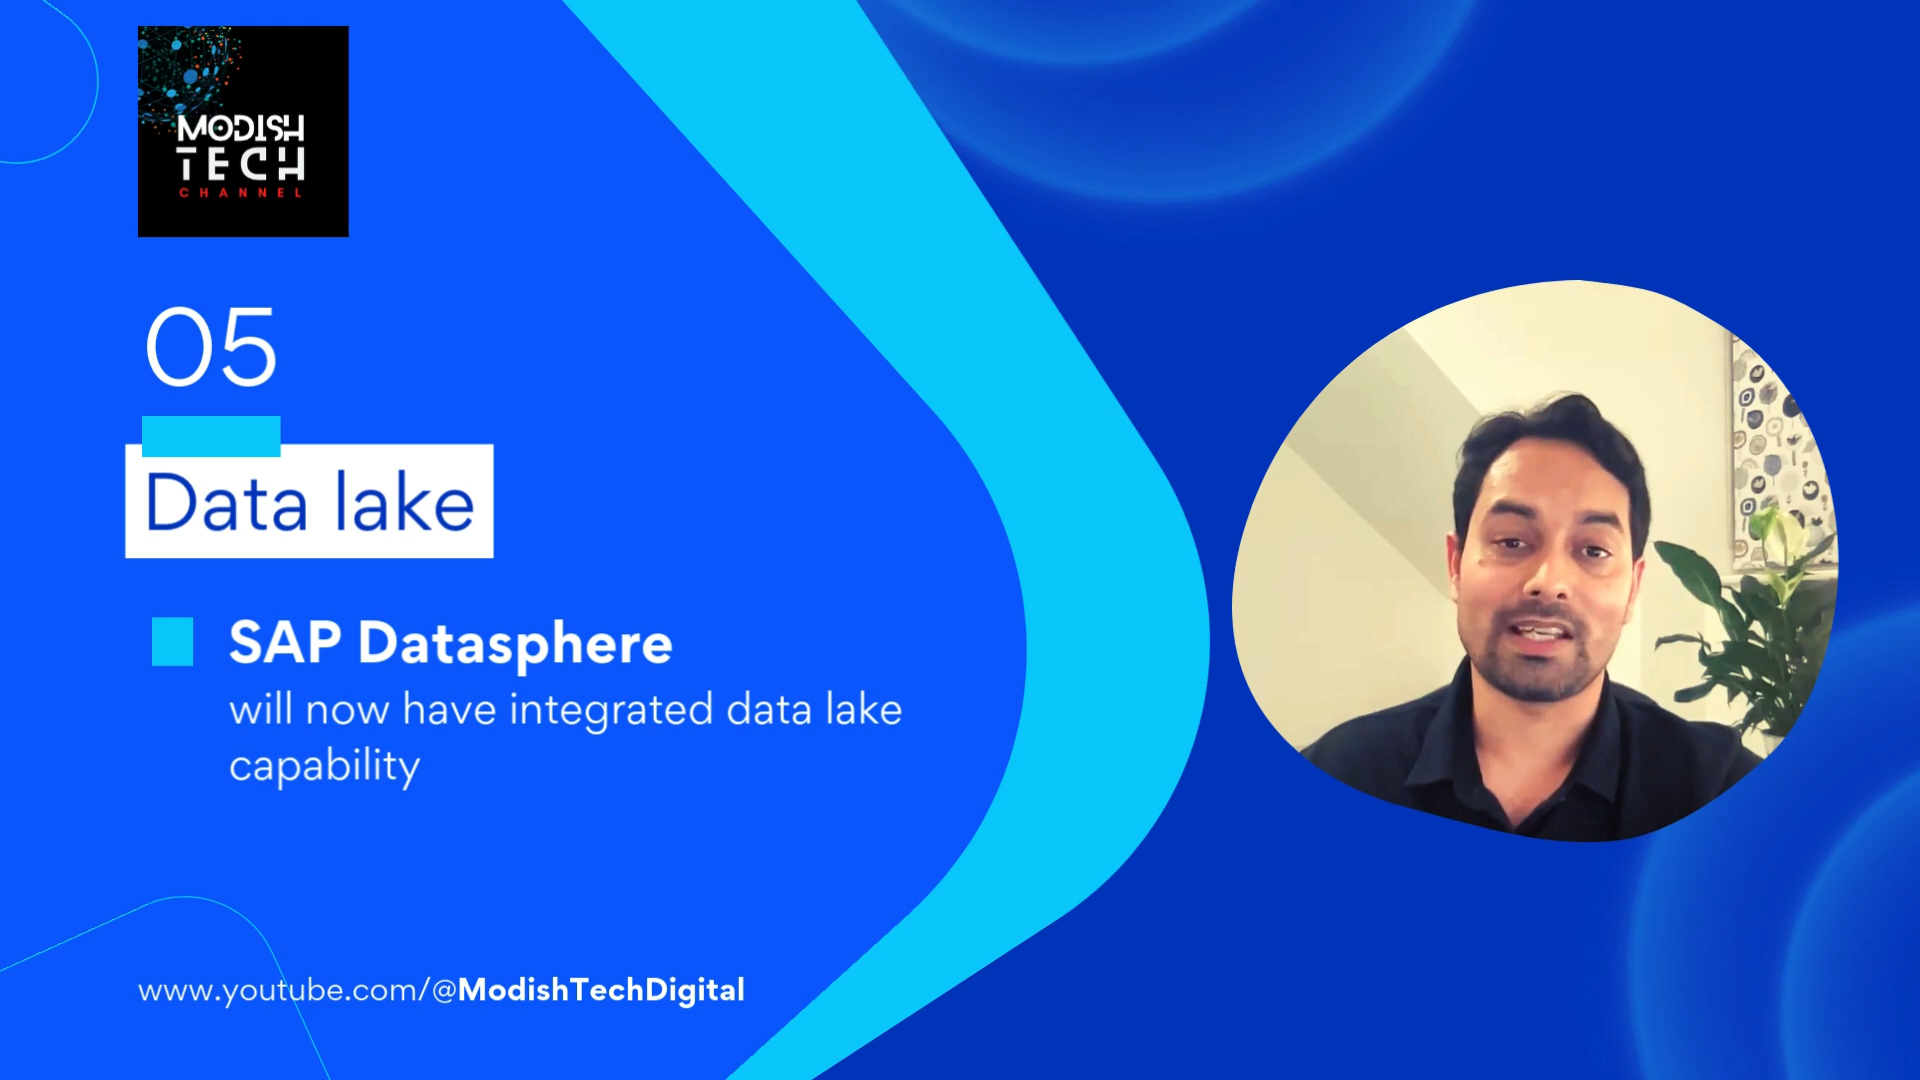 MODISH
TECH
CHANNEL
05
Data lake
SAP Datasphere
will now have integrated data lake
capability
www.youtube.com/@ModishTechDigital